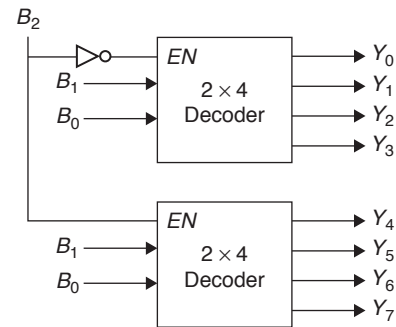 B₂
EN
B₁
B₀
2 × 4
Decoder
Y₀
Y₁
Y₂
Y₃
EN
B₁
B₀
2 × 4
Decoder
Y₄
Y₅
Y₆
Y₇